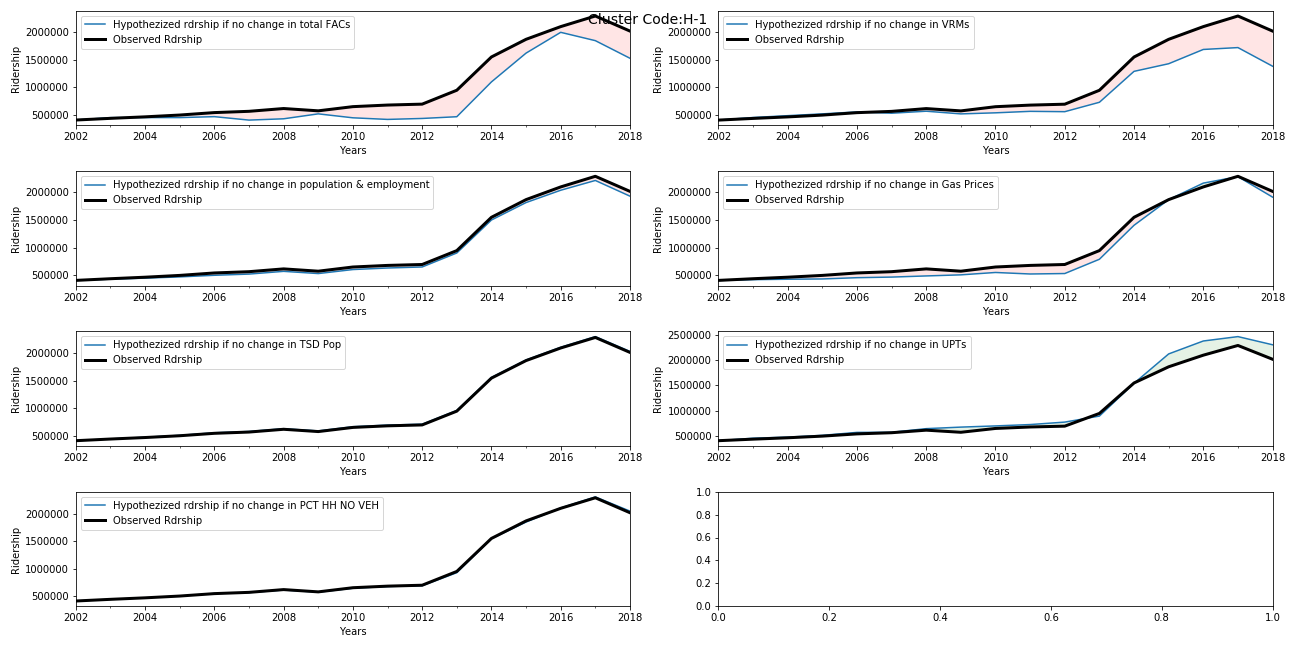 Cluster Code:H-1
Hypothezized rdrship if no change in total FACs
Observed Rdrship
Ridership
2000000
1500000
1000000
500000
2002 2004 2006 2008 2010 2012 2014 2016 2018
Years
Hypothezized rdrship if no change in VRMs
Observed Rdrship
Ridership
2000000
1500000
1000000
500000
2002 2004 2006 2008 2010 2012 2014 2016 2018
Years
Hypothezized rdrship if no change in population & employment
Observed Rdrship
Ridership
2000000
1500000
1000000
500000
2002 2004 2006 2008 2010 2012 2014 2016 2018
Years
Hypothezized rdrship if no change in Gas Prices
Observed Rdrship
Ridership
2000000
1500000
1000000
500000
2002 2004 2006 2008 2010 2012 2014 2016 2018
Years
Hypothezized rdrship if no change in TSD Pop
Observed Rdrship
Ridership
2000000
1500000
1000000
500000
2002 2004 2006 2008 2010 2012 2014 2016 2018
Years
Hypothezized rdrship if no change in UPTs
Observed Rdrship
Ridership
2500000
2000000
1500000
1000000
500000
2002 2004 2006 2008 2010 2012 2014 2016 2018
Years
Hypothezized rdrship if no change in PCT HH NO VEH
Observed Rdrship
Ridership
2000000
1500000
1000000
500000
2002 2004 2006 2008 2010 2012 2014 2016 2018
Years
1.0
0.8
0.6
0.4
0.2
0.0
0.0 0.2 0.4 0.6 0.8 1.0